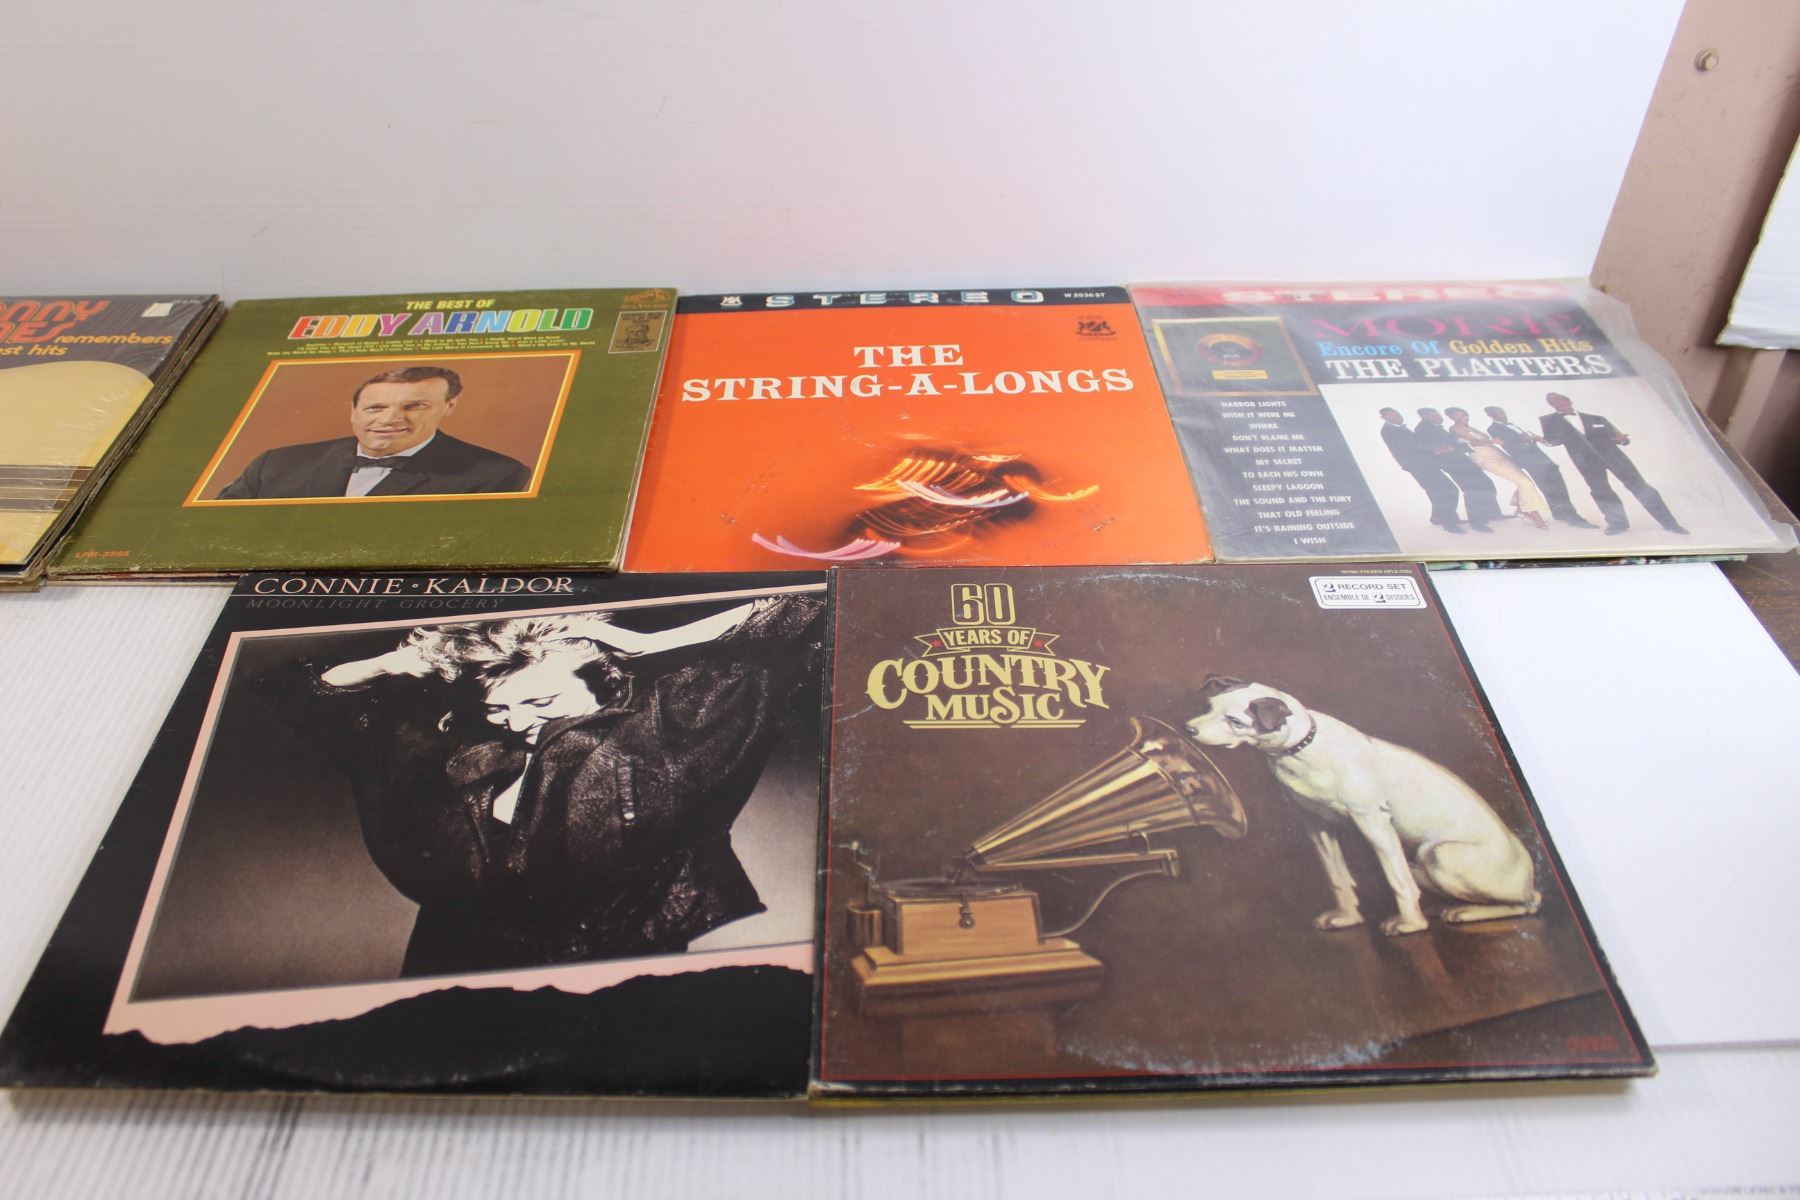 remembers
hits
THE BEST OF
EDDY ARNOLD
LPM-3565
STEREO
W 2036 ST
THE
STRING-A-LONGS
STEREO
MORE
Encore Of Golden Hits
THE PLATTERS
HARBOR LIGHTS
WISH IT WERE ME
WHERE
DON'T BLAME ME
WHAT DOES IT MATTER
MY SECRET
TO EACH HIS OWN
SLEEPY LAGOON
THE SOUND AND THE FURY
THAT OLD FEELING
IT'S RAINING OUTSIDE
I WISH
CONNIE • KALDOR
MOONLIGHT GROCERY
60
YEARS OF
COUNTRY
MUSIC
2 RECORD SET
ENSEMBLE DE 2 DISQUES